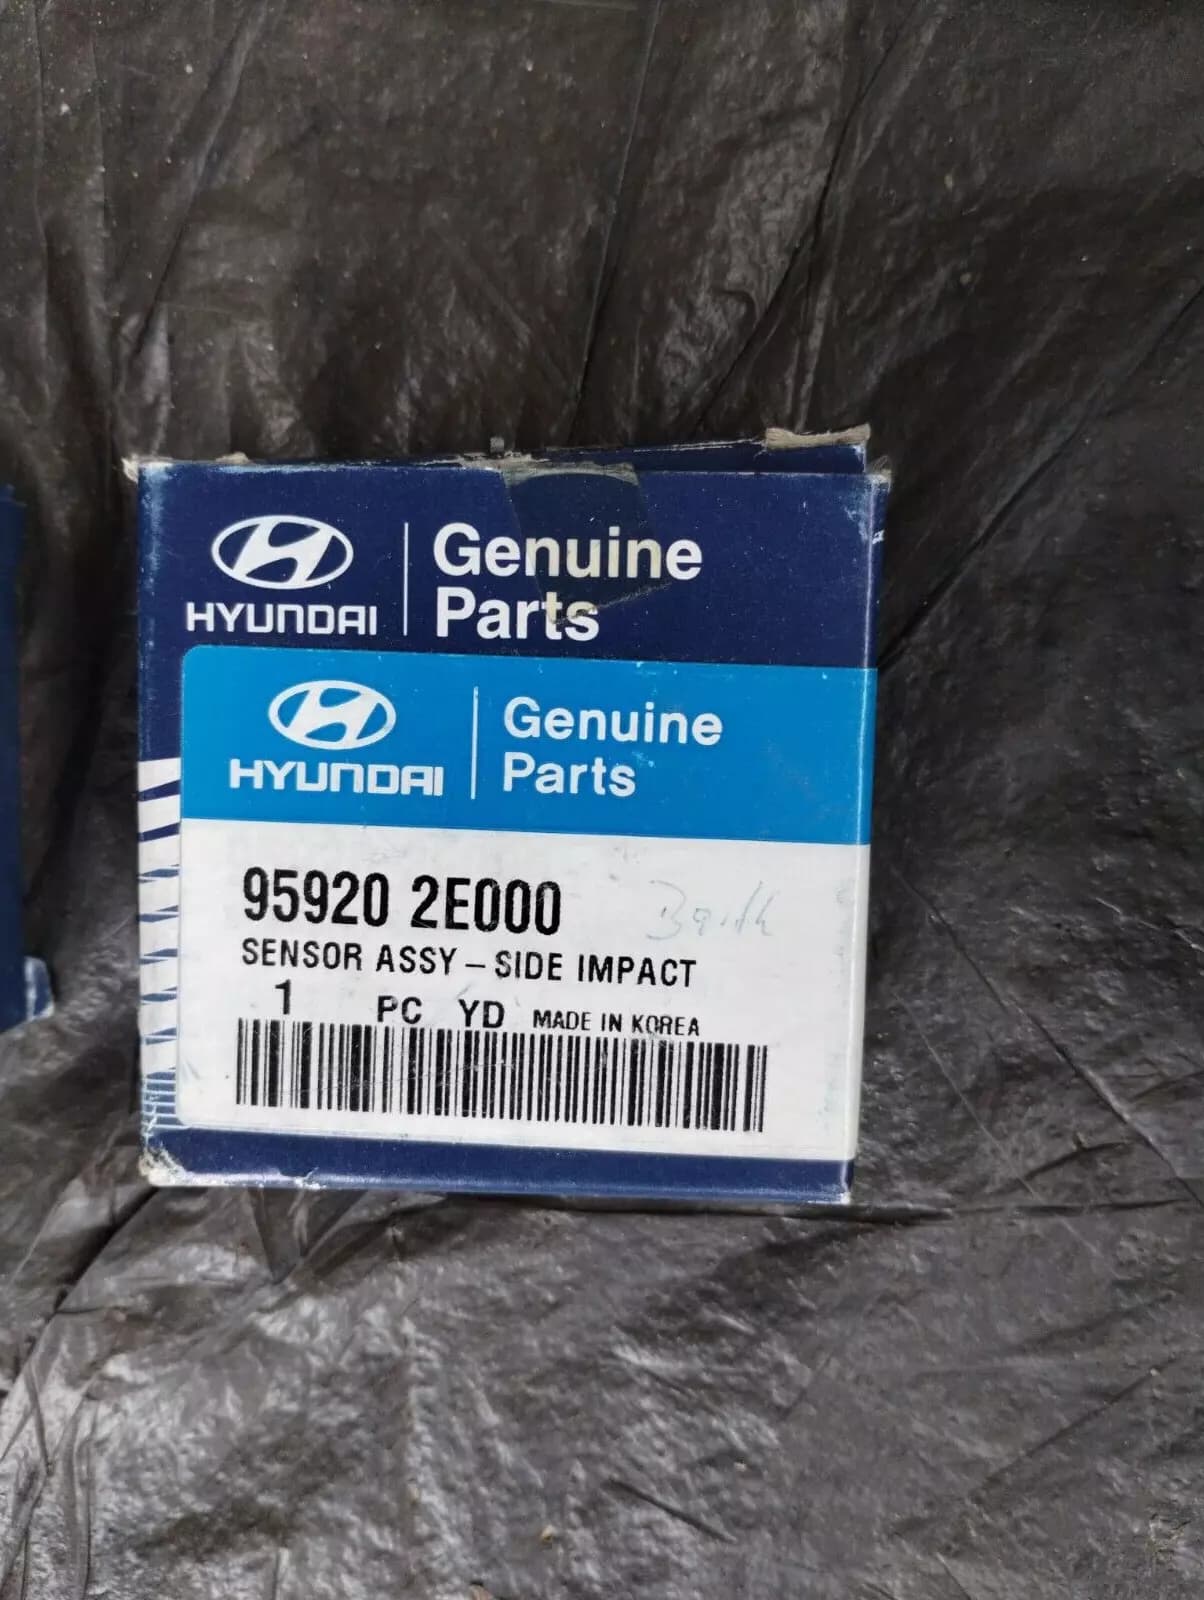 HYUNDAI
Genuine
Parts
HYUNDAI
Genuine
Parts
95920 2E000
SENSOR ASSY – SIDE IMPACT
1 PC YD MADE IN KOREA